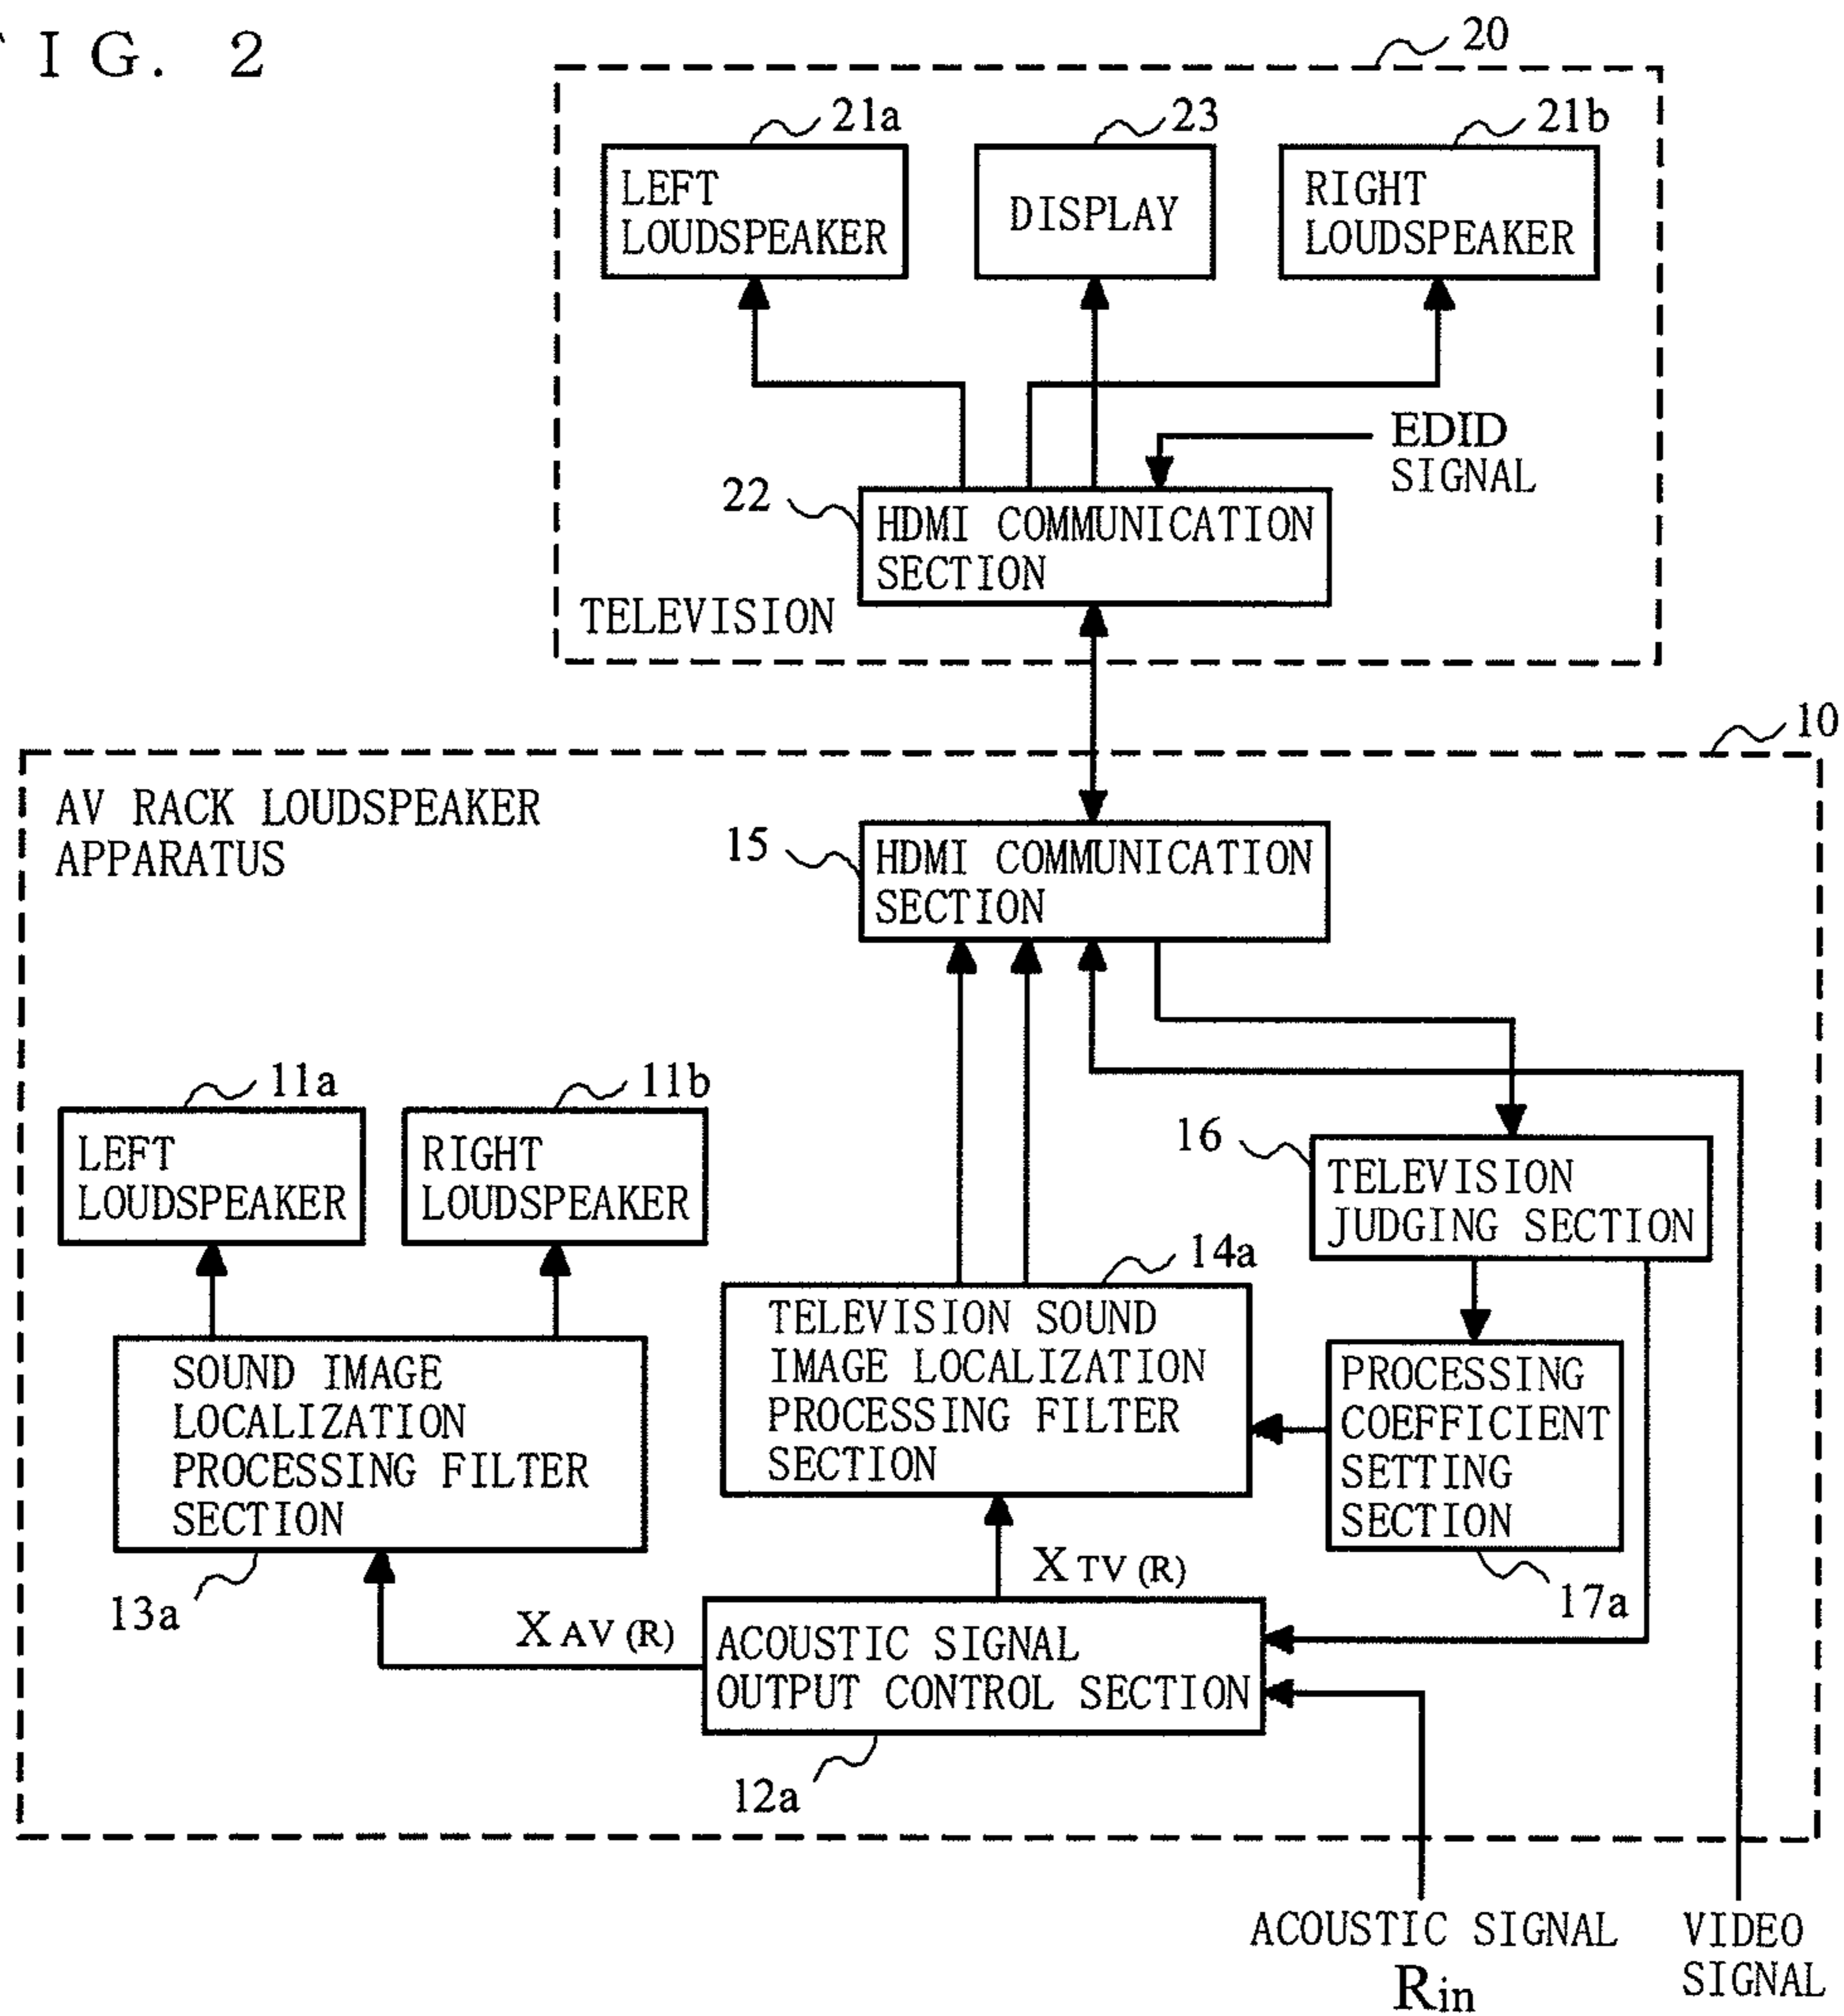 F I G. 2
20
21a
23
21b
LEFT
LOUDSPEAKER
DISPLAY
RIGHT
LOUDSPEAKER
EDID
SIGNAL
22
HDMI COMMUNICATION
SECTION
TELEVISION
10
AV RACK LOUDSPEAKER
APPARATUS
15
HDMI COMMUNICATION
SECTION
11a
11b
LEFT
LOUDSPEAKER
RIGHT
LOUDSPEAKER
16
TELEVISION
JUDGING SECTION
14a
TELEVISION SOUND
IMAGE LOCALIZATION
PROCESSING FILTER
SECTION
PROCESSING
COEFFICIENT
SETTING
SECTION
SOUND IMAGE
LOCALIZATION
PROCESSING FILTER
SECTION
13a
X TV (R)
17a
X AV (R)
ACOUSTIC SIGNAL
OUTPUT CONTROL SECTION
12a
ACOUSTIC SIGNAL
Rin
VIDEO
SIGNAL